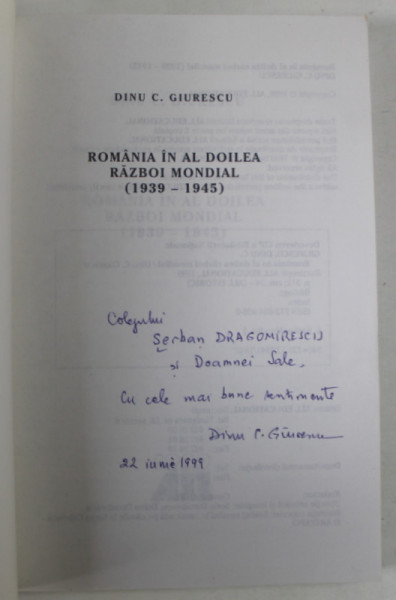 DINU C. GIURESCU
ROMÂNIA ÎN AL DOILEA
RĂZBOI MONDIAL
(1939 – 1945)
Colegului
Șerban DRAGOMIRESCU
și Doamnei Sale,
Cu cele mai bune sentimente
Dinu C. Giurescu
22 iunie 1999